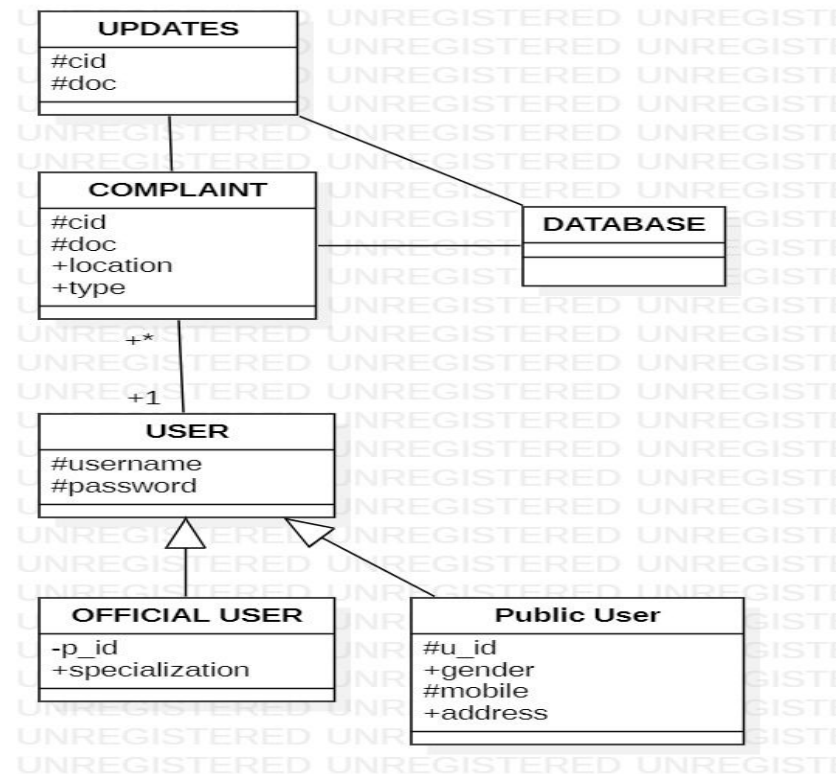 UPDATES
#cid
#doc
COMPLAINT
#cid
#doc
+location
+type
DATABASE
+*
+1
USER
#username
#password
OFFICIAL USER
-p_id
+specialization
Public User
#u_id
+gender
#mobile
+address
UNREGISTERED